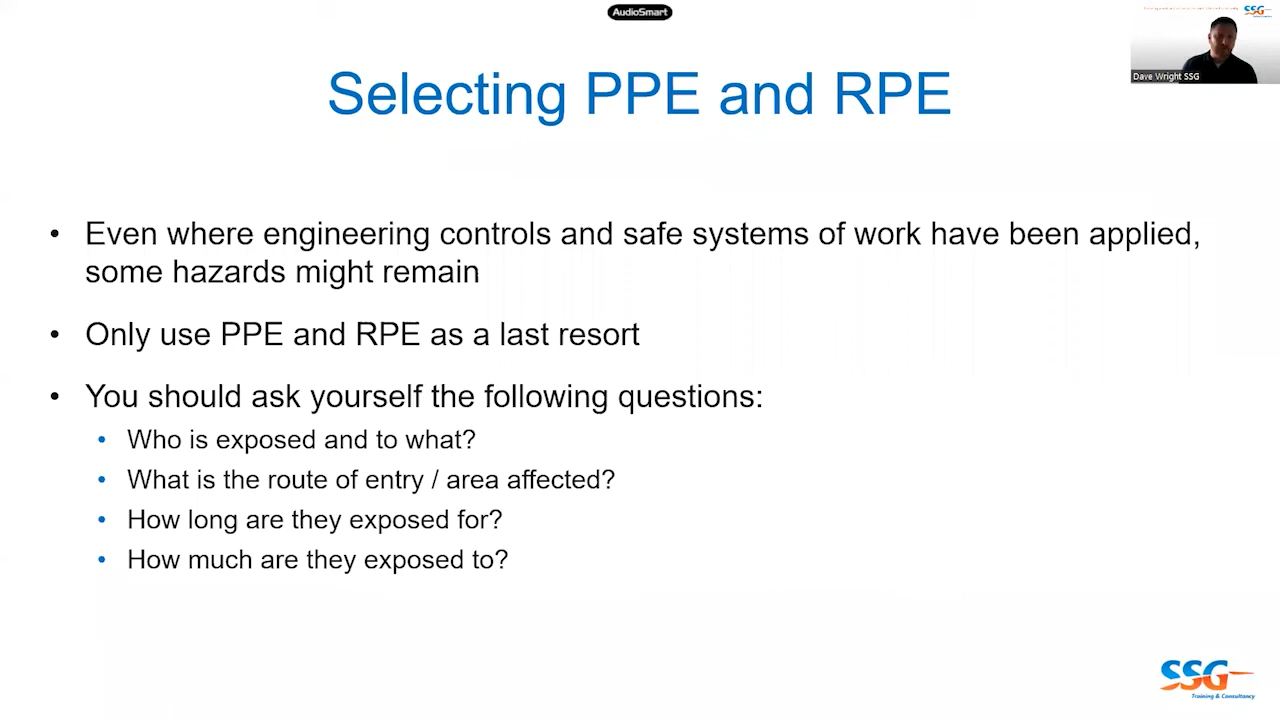 AudioSmart
SSG
Dave Wright SSG
Selecting PPE and RPE
• Even where engineering controls and safe systems of work have been applied,
some hazards might remain
• Only use PPE and RPE as a last resort
• You should ask yourself the following questions:
• Who is exposed and to what?
• What is the route of entry / area affected?
• How long are they exposed for?
• How much are they exposed to?
SSG
Training & Consultancy